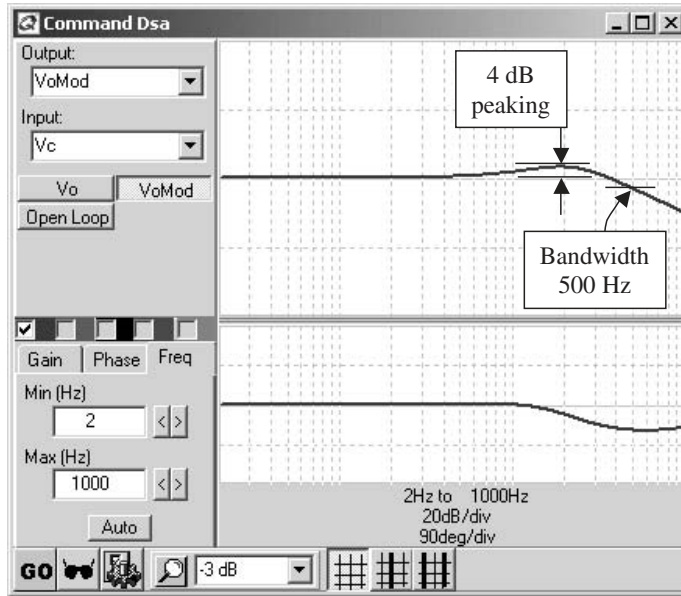 Command Dsa
Output:
VoMod
Input:
Vc
Vo
VoMod
Open Loop
Gain
Phase
Freq
Min (Hz)
2
< >
Max (Hz)
1000
< >
Auto
4 dB
peaking
Bandwidth
500 Hz
2Hz to 1000Hz
20dB/div
90deg/div
GO
-3 dB